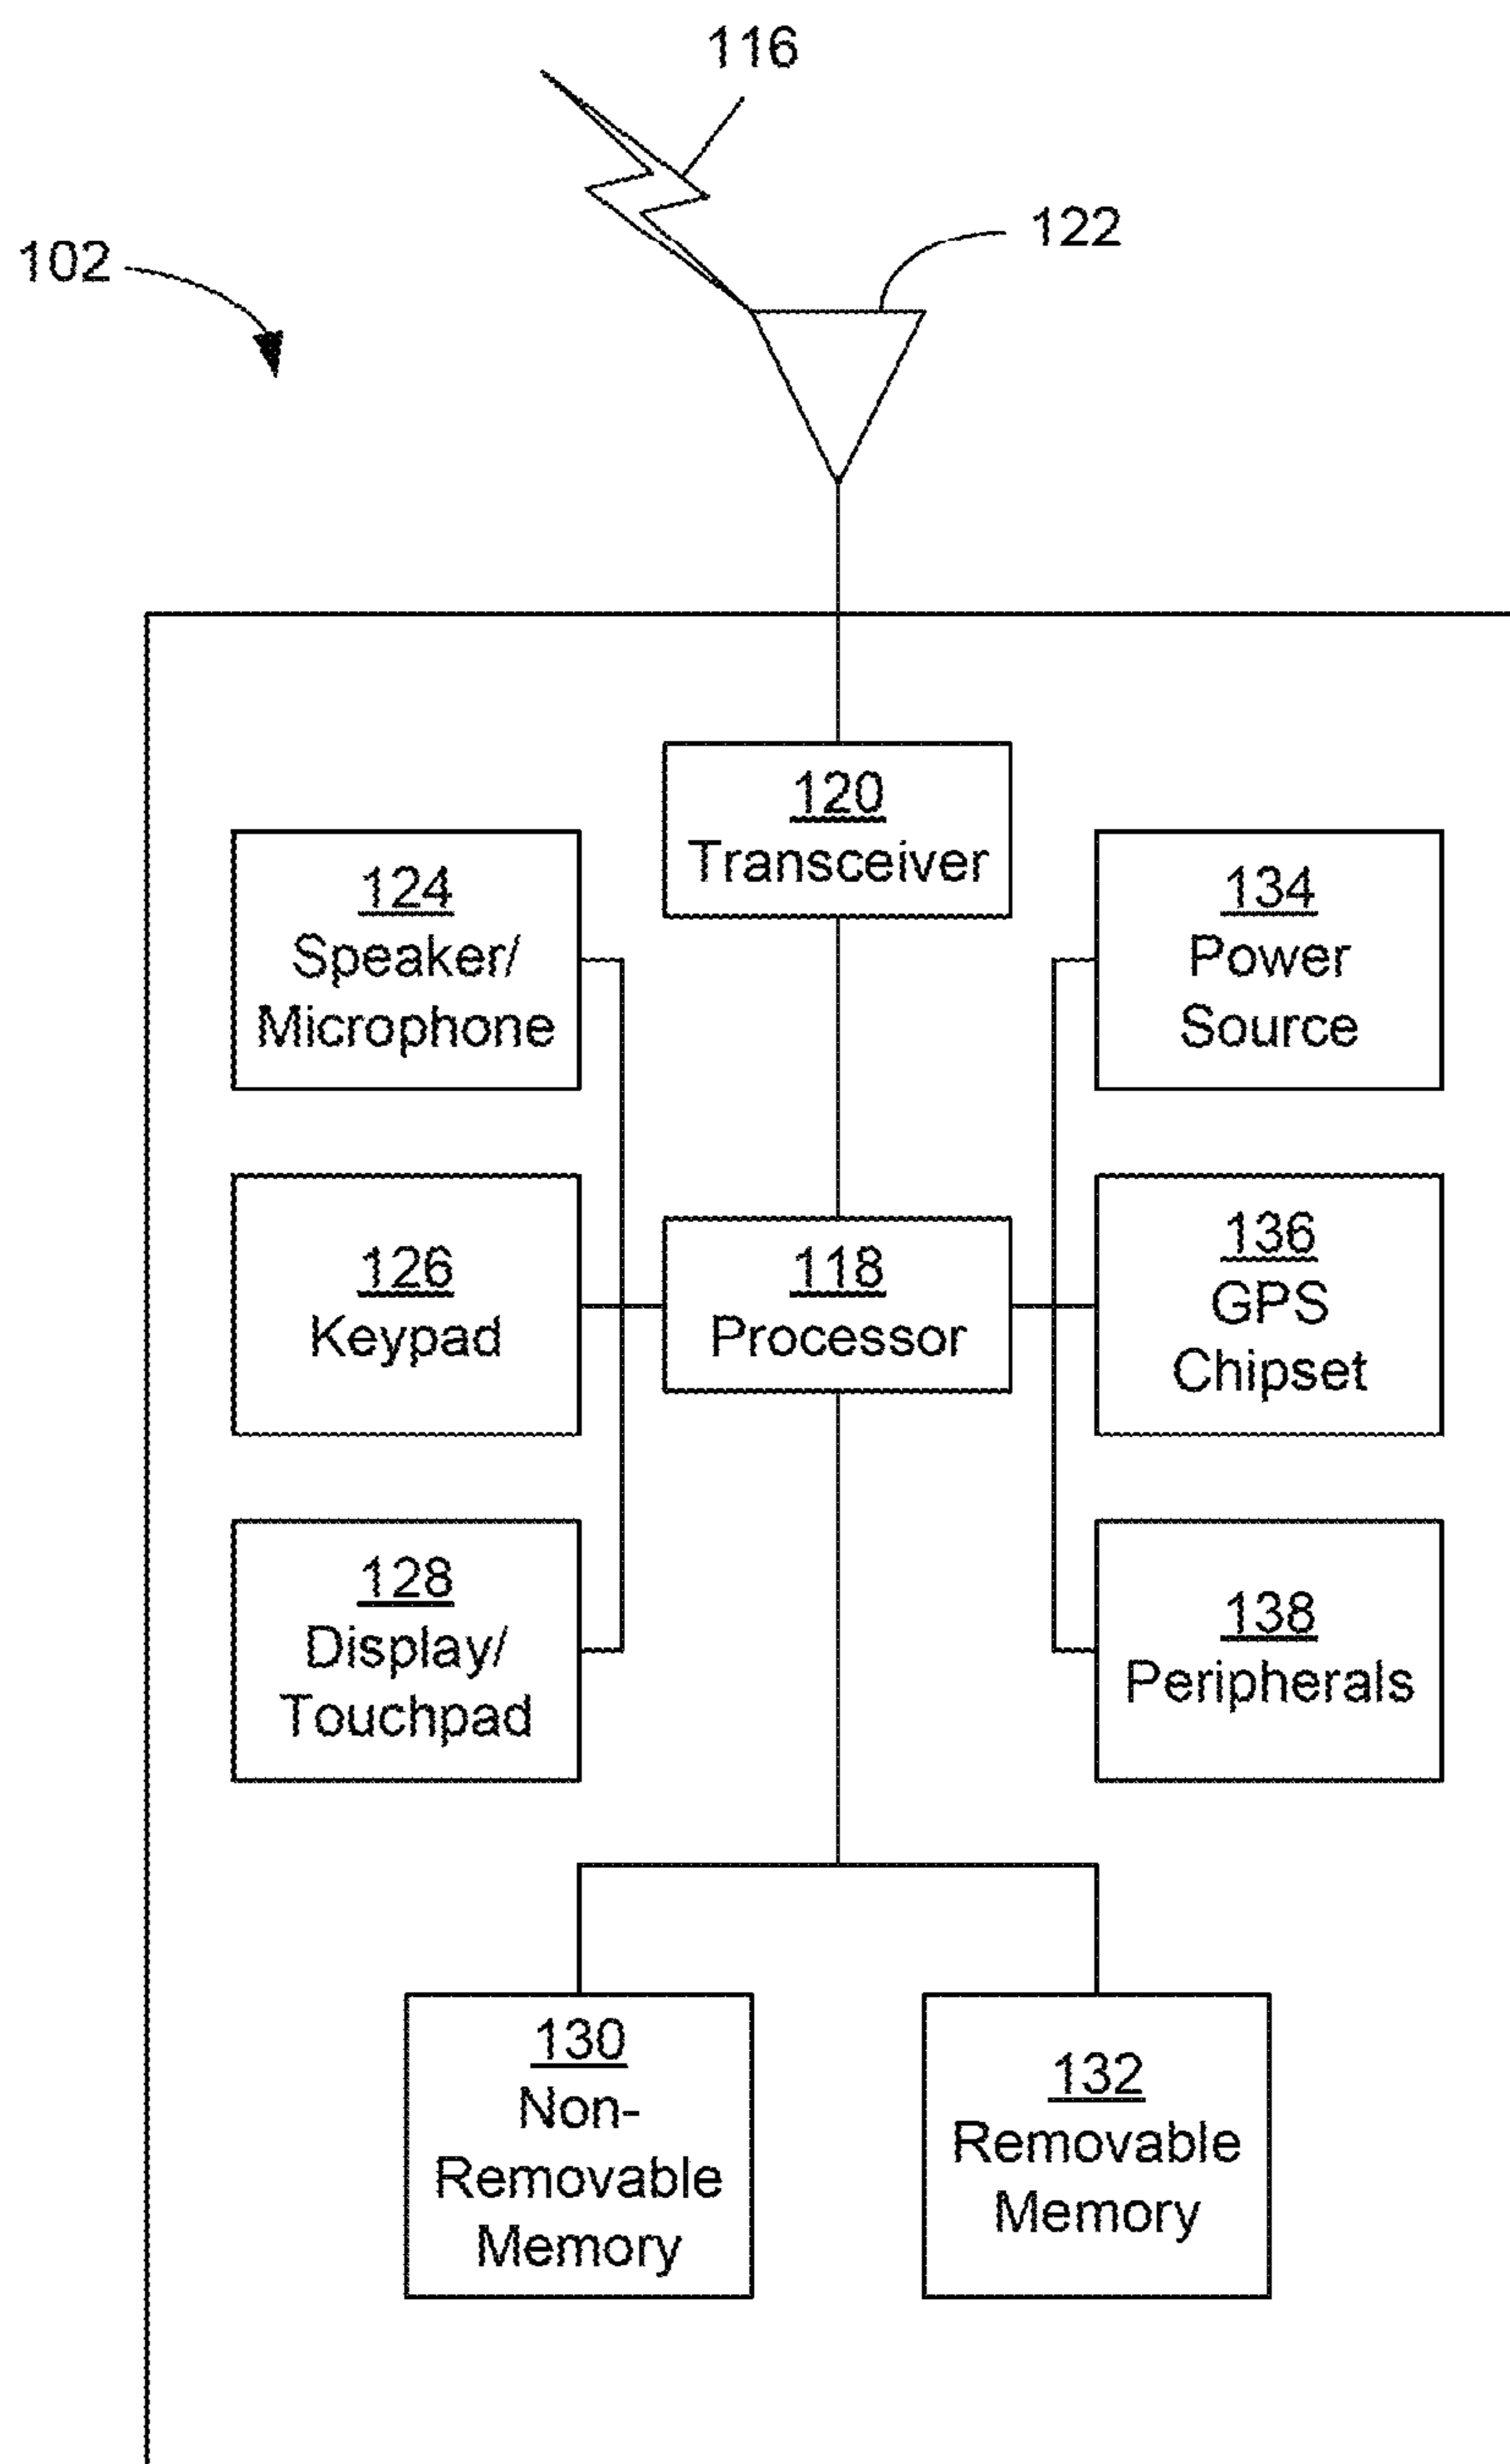 116
122
102
120
Transceiver
124
Speaker/
Microphone
134
Power
Source
126
Keypad
118
Processor
136
GPS
Chipset
128
Display/
Touchpad
138
Peripherals
130
Non-
Removable
Memory
132
Removable
Memory